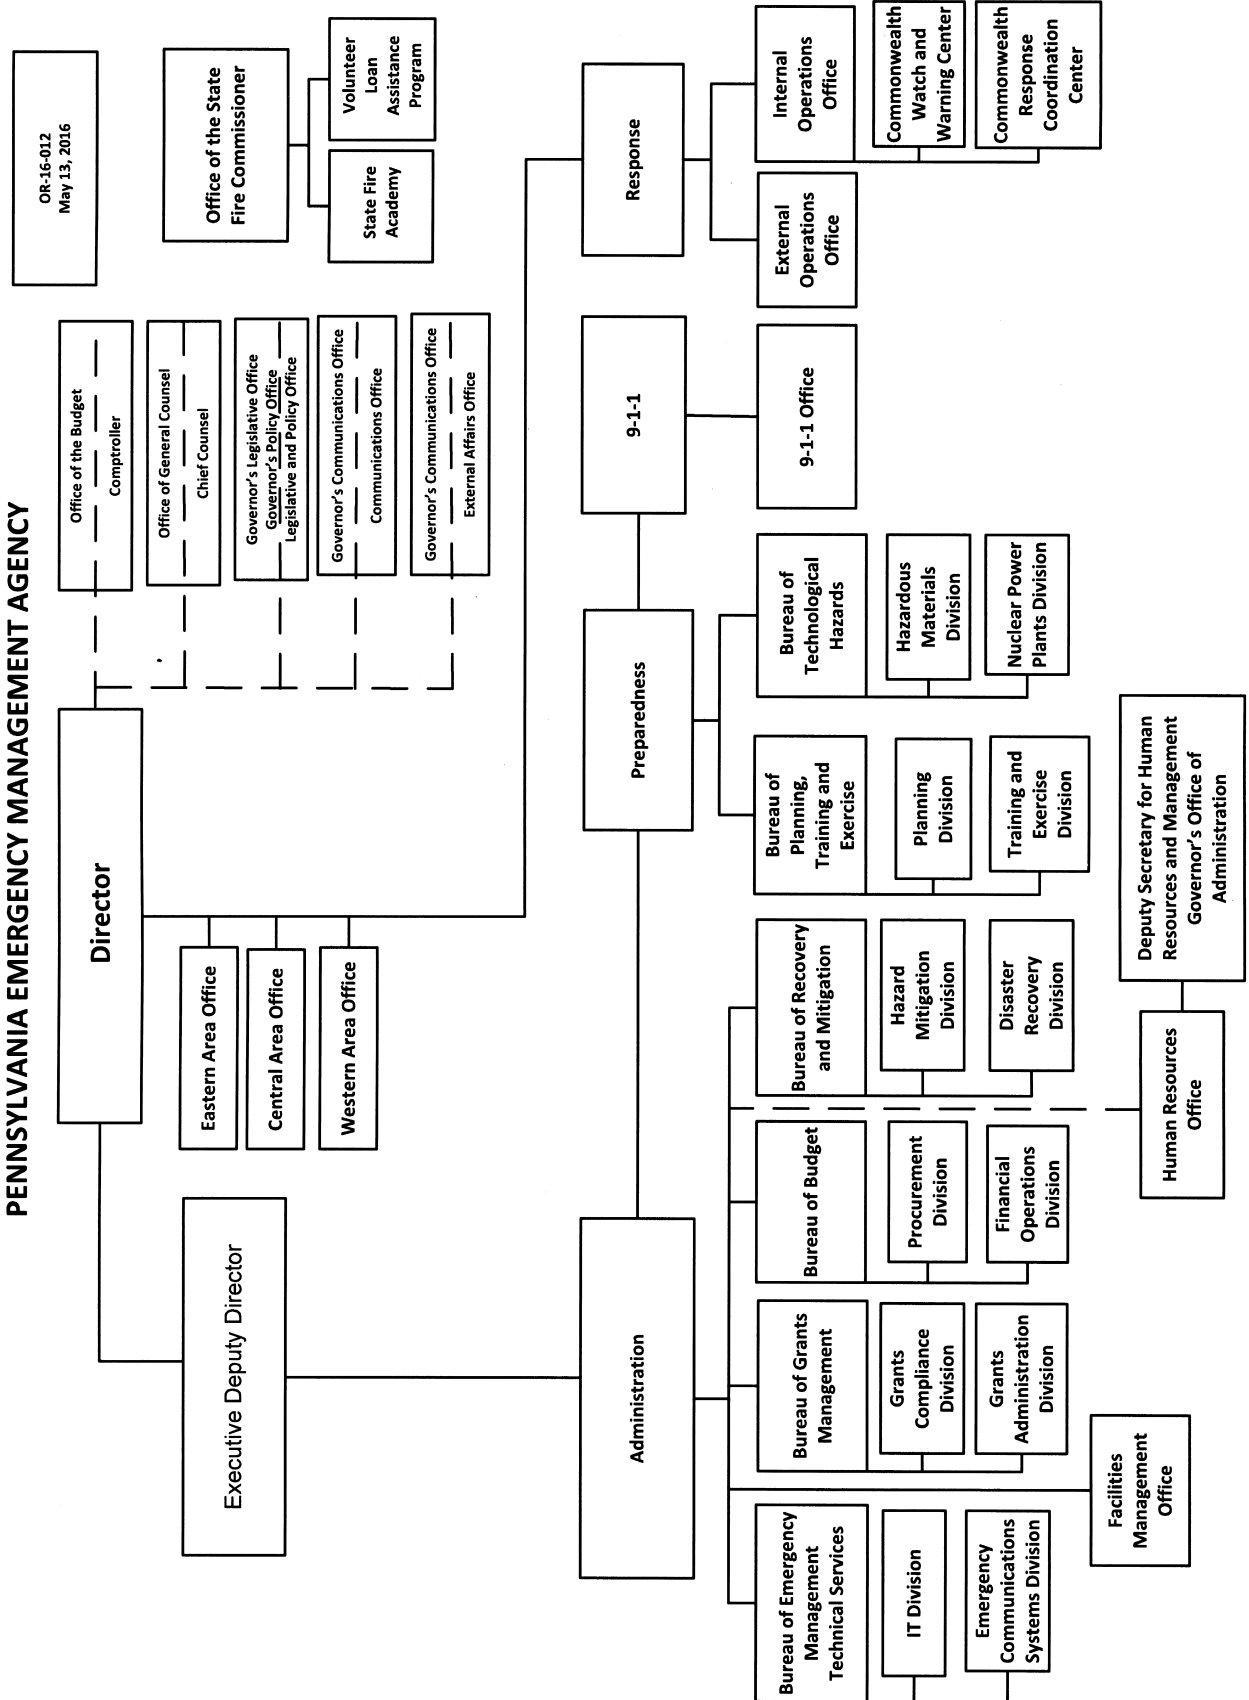 PENNSYLVANIA EMERGENCY MANAGEMENT AGENCY
OR-16-012
May 13, 2016
Director
Executive Deputy Director
Eastern Area Office
Central Area Office
Western Area Office
Office of the Budget
Comptroller
Office of General Counsel
Chief Counsel
Governor's Legislative Office
Governor's Policy Office
Legislative and Policy Office
Governor's Communications Office
Communications Office
Governor's Communications Office
External Affairs Office
Office of the State
Fire Commissioner
State Fire
Academy
Volunteer
Loan
Assistance
Program
Administration
Preparedness
9-1-1
Response
Bureau of Emergency
Management
Technical Services
IT Division
Emergency
Communications
Systems Division
Facilities
Management
Office
Bureau of Grants
Management
Grants
Compliance
Division
Grants
Administration
Division
Bureau of Budget
Procurement
Division
Financial
Operations
Division
Bureau of Recovery
and Mitigation
Hazard
Mitigation
Division
Disaster
Recovery
Division
Human Resources
Office
Deputy Secretary for Human
Resources and Management
Governor's Office of
Administration
Bureau of
Planning,
Training and
Exercise
Planning
Division
Training and
Exercise
Division
Bureau of
Technological
Hazards
Hazardous
Materials
Division
Nuclear Power
Plants Division
9-1-1 Office
External
Operations
Office
Internal
Operations
Office
Commonwealth
Watch and
Warning Center
Commonwealth
Response
Coordination
Center